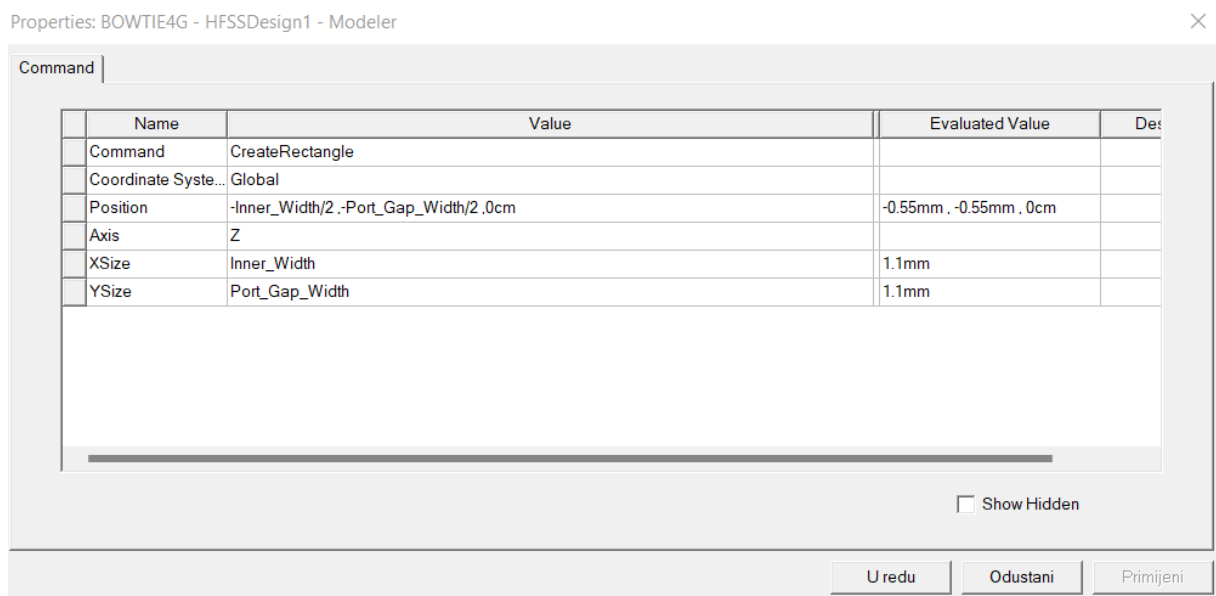 Properties: BOWTIE4G - HFSSDesign1 - Modeler
Command
Name Value Evaluated Value Des
Command CreateRectangle
Coordinate Syste... Global
Position -Inner_Width/2 ,-Port_Gap_Width/2 ,0cm -0.55mm , -0.55mm , 0cm
Axis Z
XSize Inner_Width 1.1mm
YSize Port_Gap_Width 1.1mm
Show Hidden
U redu Odustani Primijeni